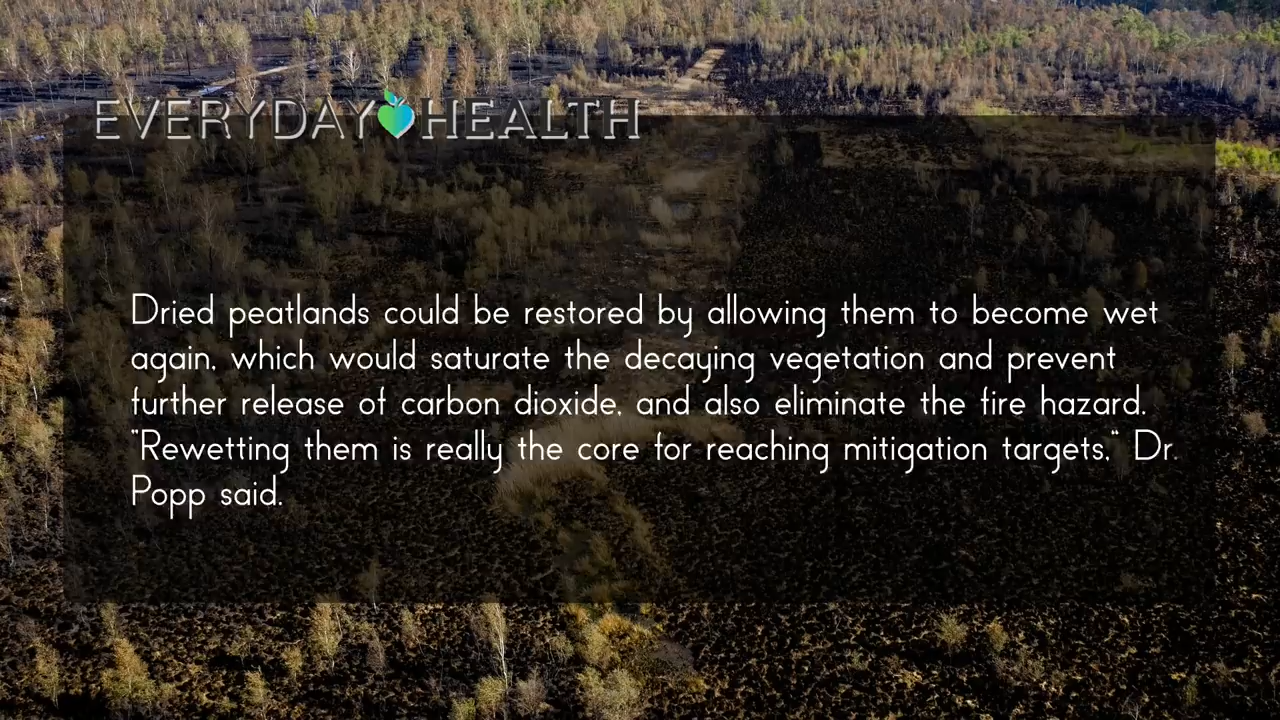 EVERYDAY HEALTH
Dried peatlands could be restored by allowing them to become wet
again, which would saturate the decaying vegetation and prevent
further release of carbon dioxide, and also eliminate the fire hazard.
"Rewetting them is really the core for reaching mitigation targets," Dr.
Popp said.